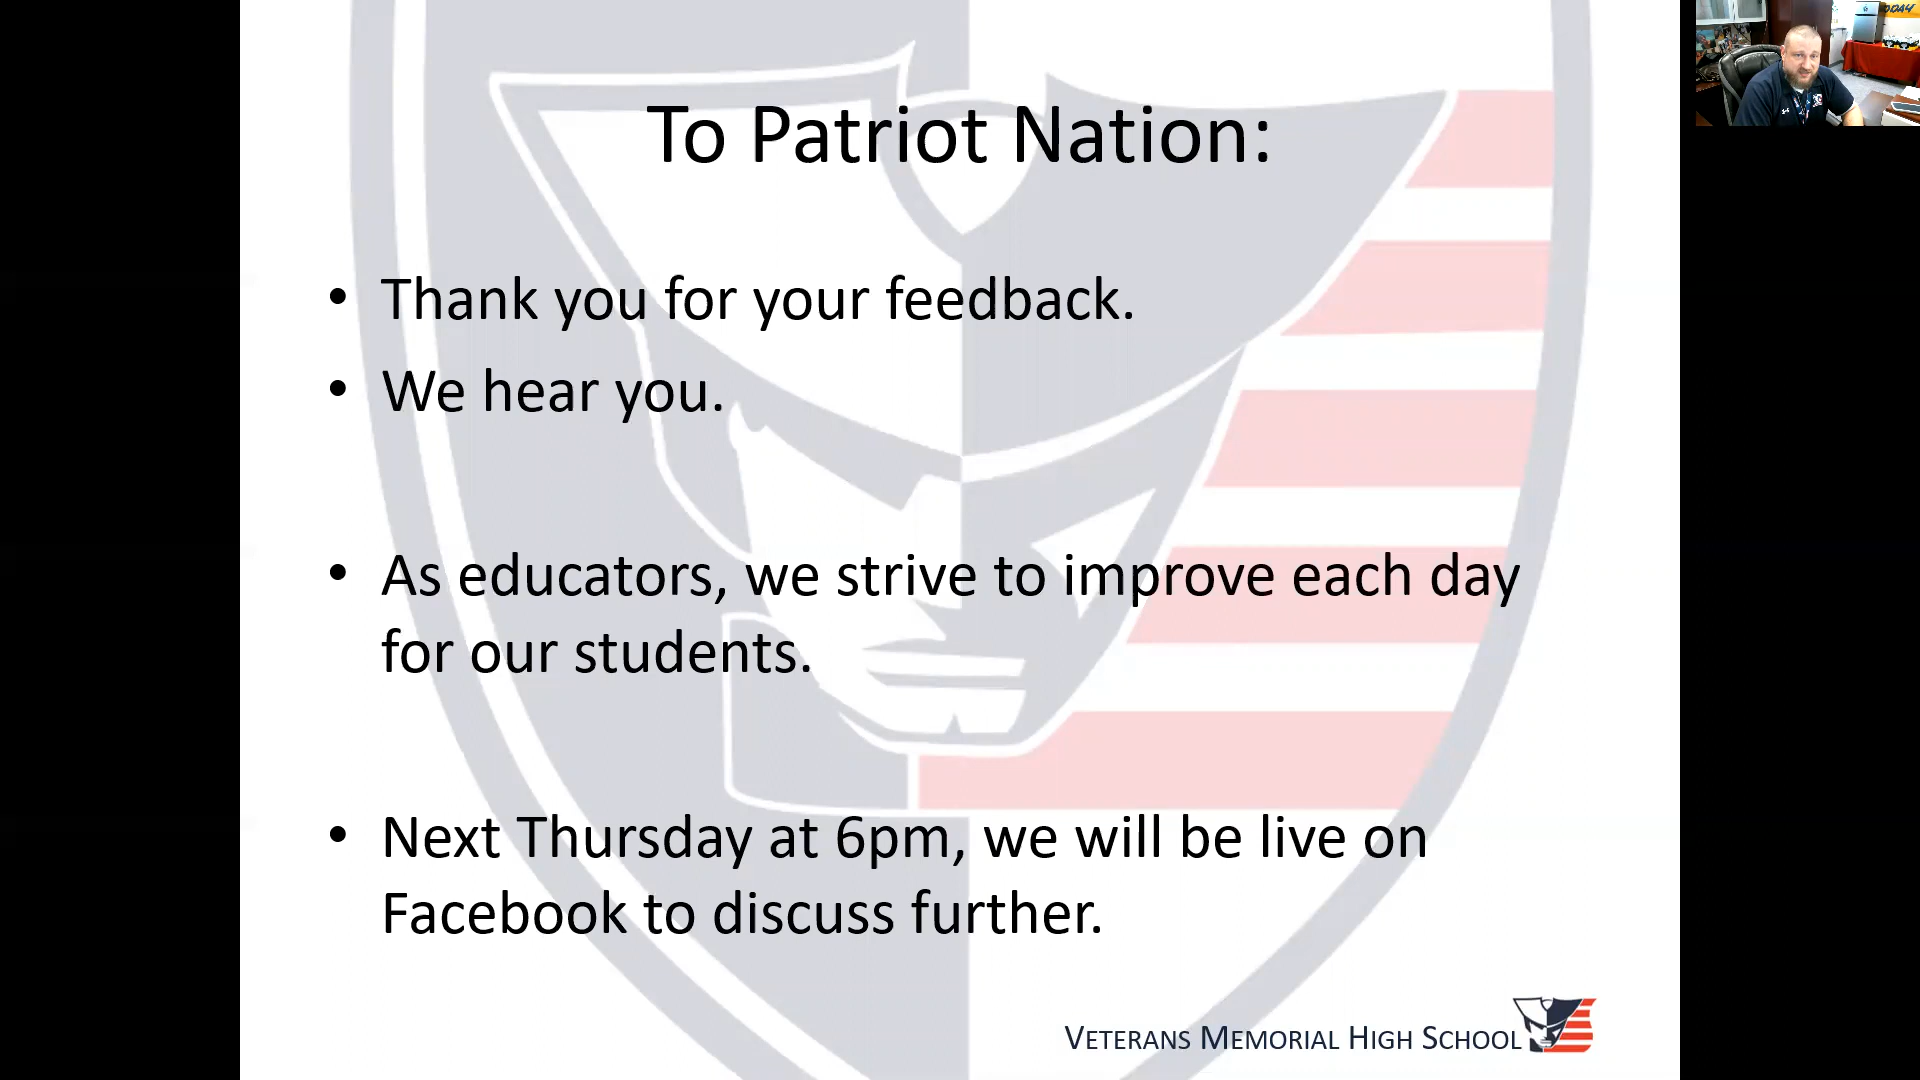 To Patriot Nation:
• Thank you for your feedback.
• We hear you.
• As educators, we strive to improve each day
for our students.
• Next Thursday at 6pm, we will be live on
Facebook to discuss further.
VETERANS MEMORIAL HIGH SCHOOL